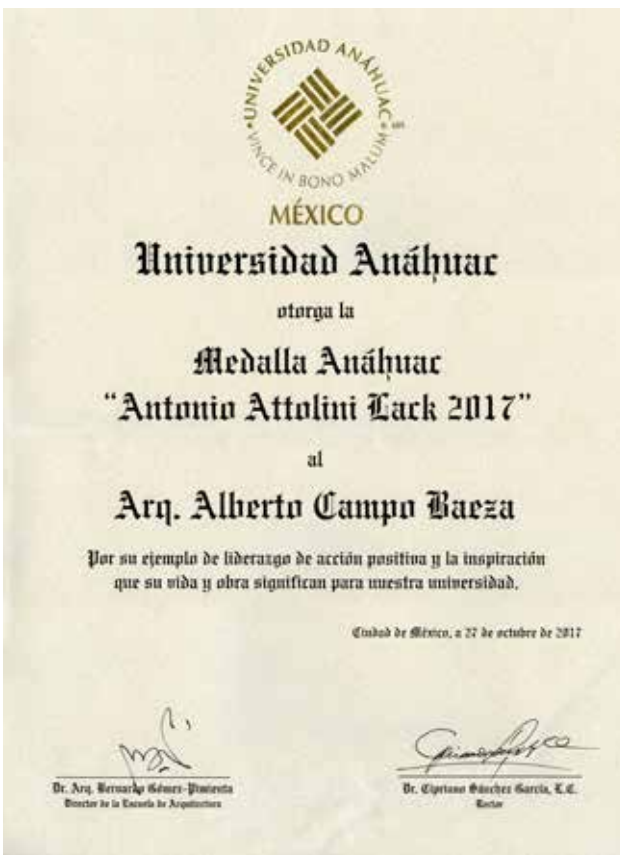 UNIVERSIDAD ANÁHUAC
VINCE IN BONO MALUM
MÉXICO
Universidad Anáhuac
otorga la
Medalla Anáhuac
“Antonio Attolini Lack 2017”
al
Arq. Alberto Campo Baeza
Por su ejemplo de liderazgo de acción positiva y la inspiración
que su vida y obra significan para nuestra universidad.
Ciudad de México, a 27 de octubre de 2017
Dr. Arq. Bernardo Gómez-Pimienta
Director de la Escuela de Arquitectura
Dr. Cipriano Sánchez García, L.C.
Rector